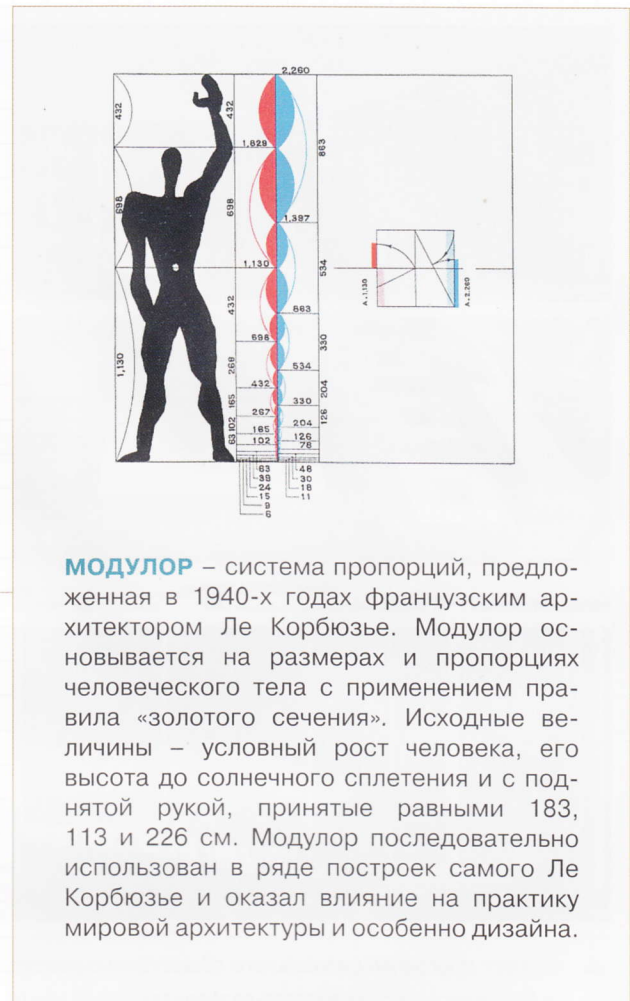 2,260
432
432
863
1,829
698
698
1,397
1,130
534
432
863
A=1,130
A=2,260
698
330
268
534
1,130
432
204
165
330
267
126
102
204
165
63
126
102
78
63
48
39
30
24
18
15
11
9
6
МОДУЛОР – система пропорций, предло-
женная в 1940-х годах французским ар-
хитектором Ле Корбюзье. Модулор ос-
новывается на размерах и пропорциях
человеческого тела с применением пра-
вила «золотого сечения». Исходные ве-
личины – условный рост человека, его
высота до солнечного сплетения и с под-
нятой рукой, принятые равными 183,
113 и 226 см. Модулор последовательно
использован в ряде построек самого Ле
Корбюзье и оказал влияние на практику
мировой архитектуры и особенно дизайна.